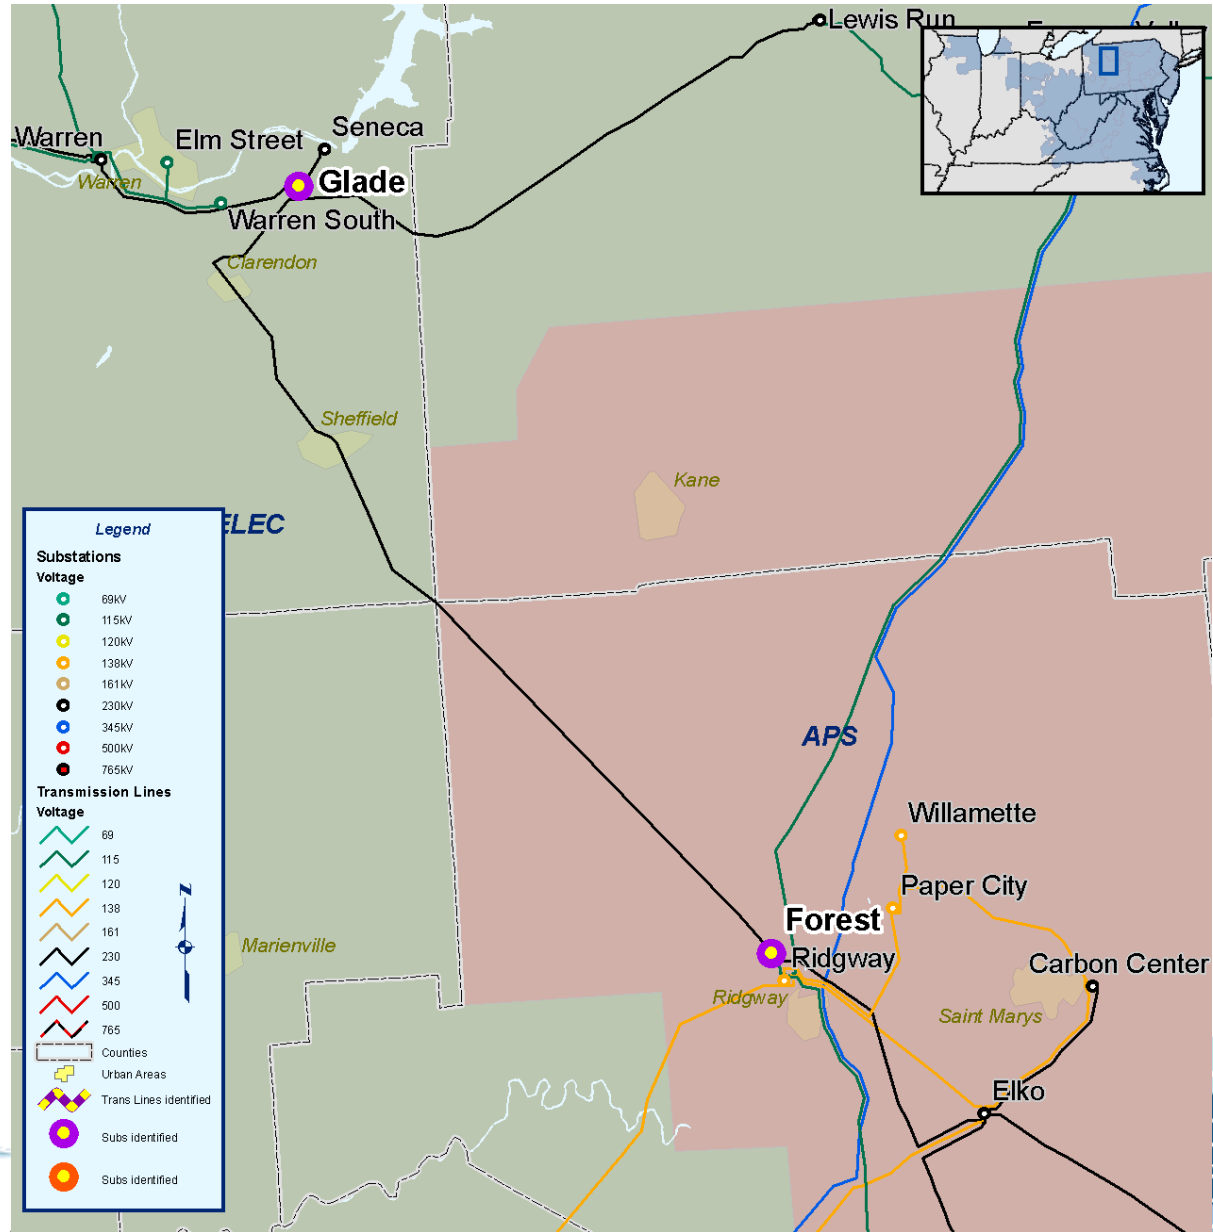 Lewis Run
Warren
Elm Street
Seneca
Warren
Glade
Warren South
Clarendon
Sheffield
Kane
ELEC
APS
Willamette
Paper City
Forest
Ridgway
Marienville
Carbon Center
Ridgway
Saint Marys
Elko
Legend
Substations
Voltage
69kV
115kV
120kV
138kV
161kV
230kV
345kV
500kV
765kV
Transmission Lines
Voltage
69
115
120
138
161
230
345
500
765
Counties
Urban Areas
Trans Lines identified
Subs identified
Subs identified
N